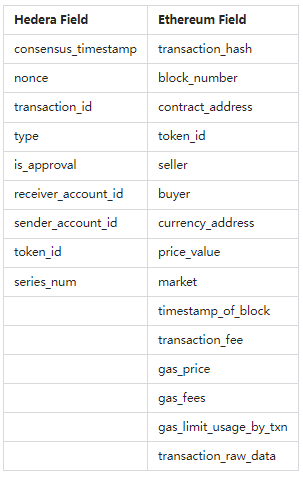 Hedera Field Ethereum Field
consensus_timestamp transaction_hash
nonce block_number
transaction_id contract_address
type token_id
is_approval seller
receiver_account_id buyer
sender_account_id currency_address
token_id price_value
series_num market
timestamp_of_block
transaction_fee
gas_price
gas_fees
gas_limit_usage_by_txn
transaction_raw_data